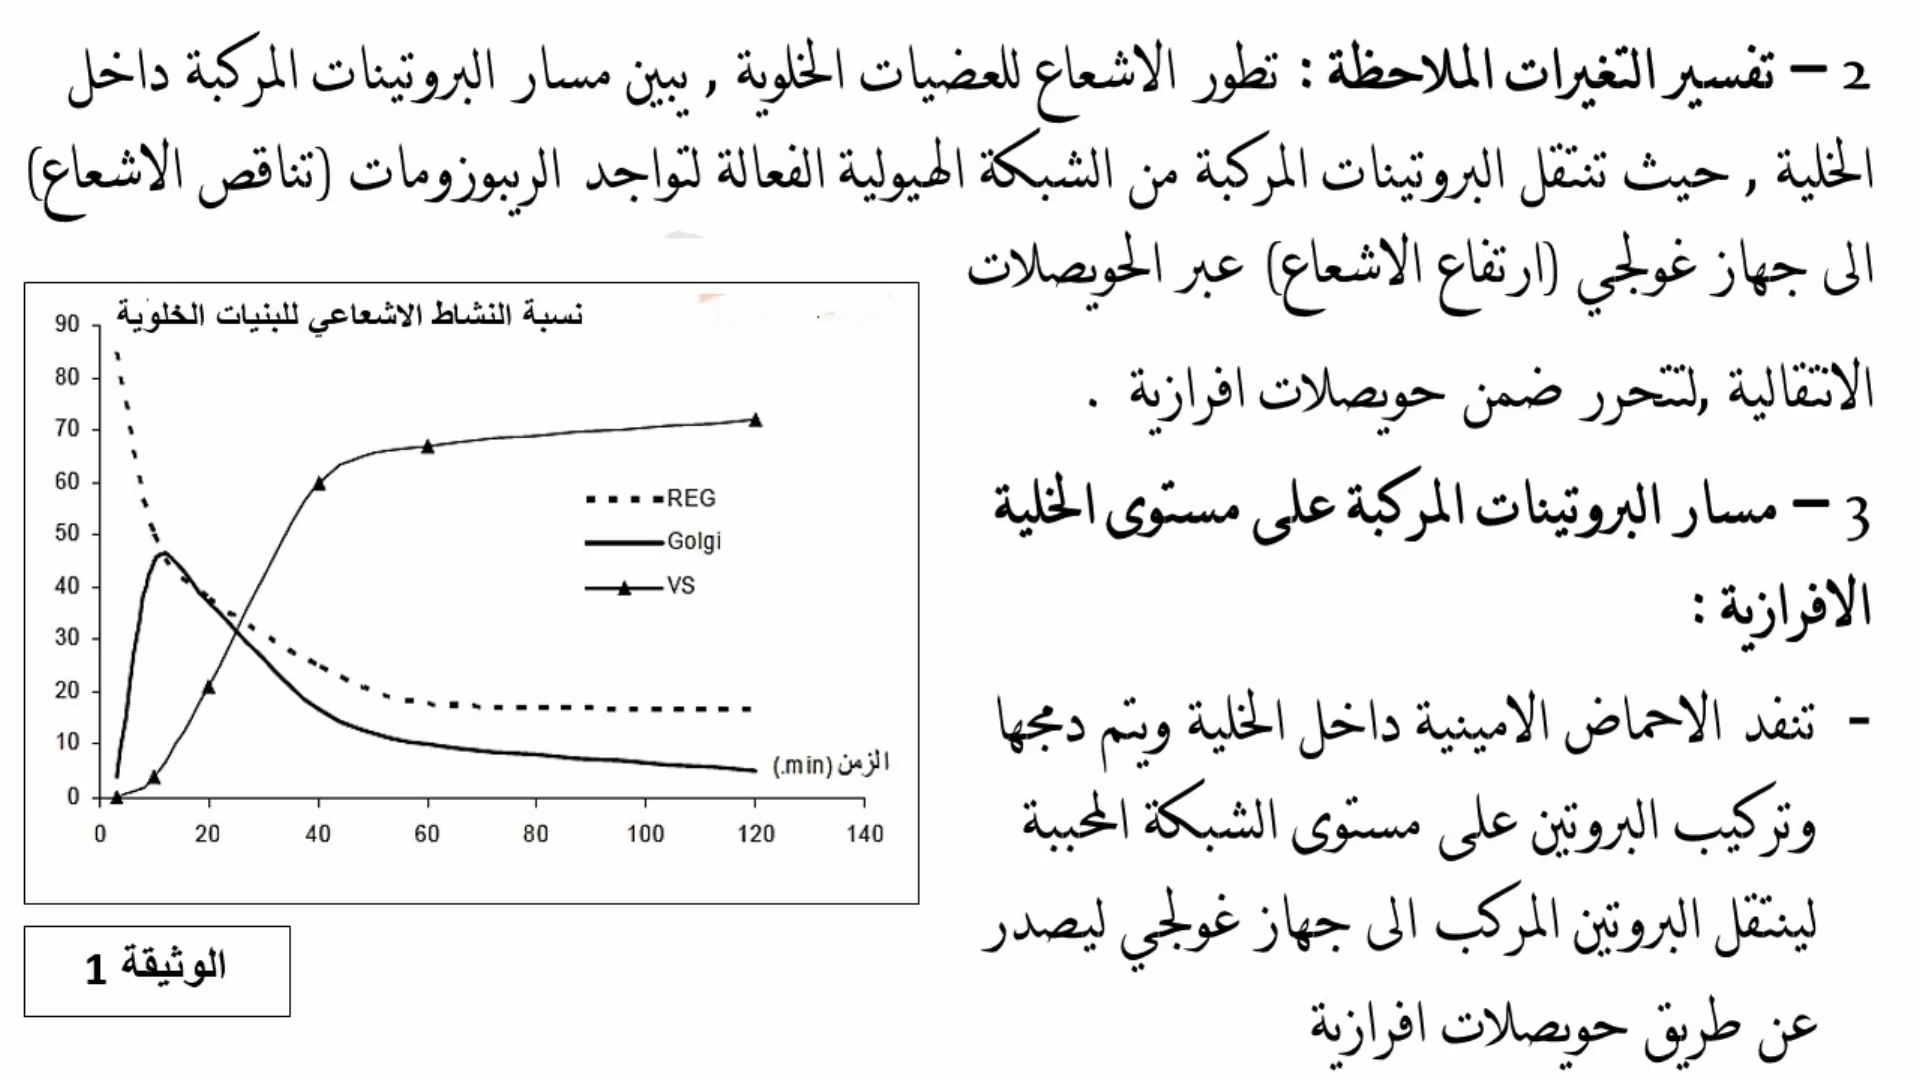 2 – تفسير التغيرات الملاحظة : تطور الاشعاع للعضيات الخلوية , يبين مسار البروتينات المركبة داخل
الخلية , حيث تنتقل البروتينات المركبة من الشبكة الهيولية الفعالة لتواجد الريبوزومات (تناقص الاشعاع)
الى جهاز غولجي (ارتفاع الاشعاع) عبر الحويصلات
الانتقالية ,لتتحرر ضمن حويصلات افرازية .
3 – مسار البروتينات المركبة على مستوى الخلية
الافرازية :
- تنفد الاحماض الامينية داخل الخلية ويتم دمجها
وتركيب البروتين على مستوى الشبكة المحببة
لينتقل البروتين المركب الى جهاز غولجي ليصدر
عن طريق حويصلات افرازية
نسبة النشاط الاشعاعي للبنيات الخلوية
90
80
70
60
50
40
30
20
10
0
REG
Golgi
VS
الزمن (min.)
0 20 40 60 80 100 120 140
الوثيقة 1